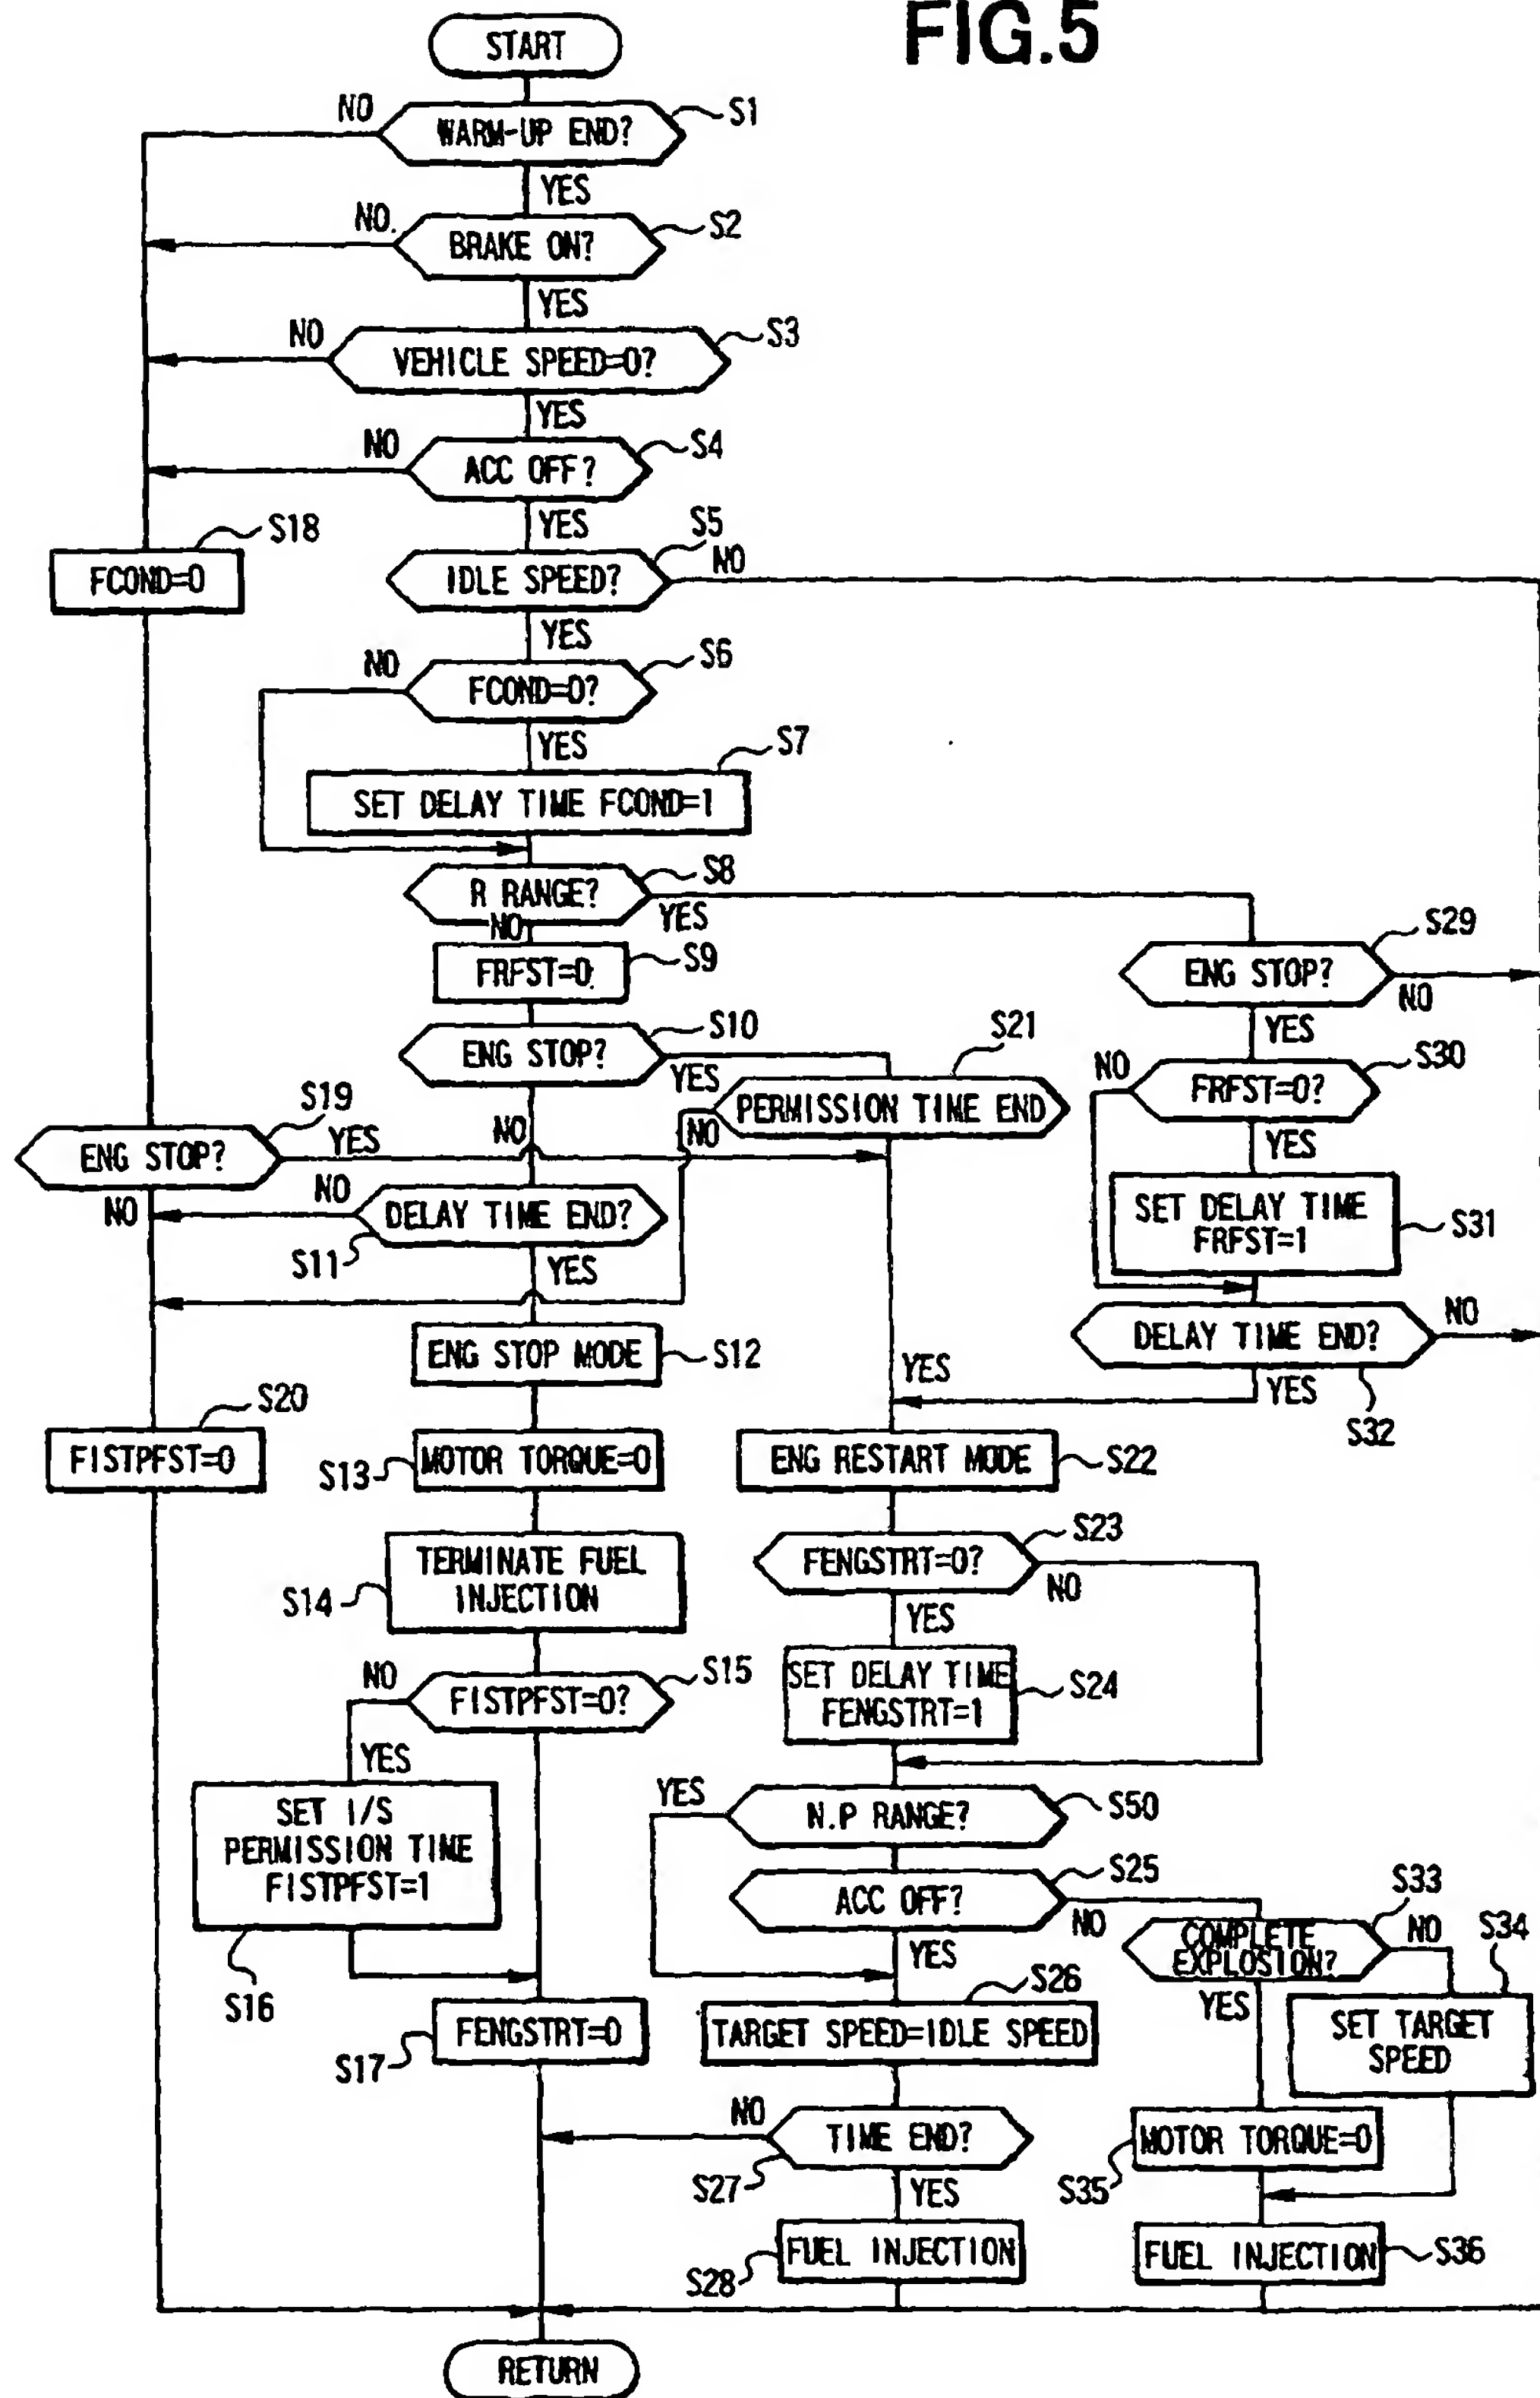 FIG.5
START
NO
WARM-UP END?
S1
YES
NO.
BRAKE ON?
S2
YES
NO
VEHICLE SPEED=0?
S3
YES
NO
ACC OFF?
S4
YES
S18
FCOND=0
IDLE SPEED?
S5
NO
YES
NO
FCOND=0?
S6
YES
S7
SET DELAY TIME FCOND=1
R RANGE?
S8
YES
NO
FRFST=0
S9
ENG STOP?
S29
NO
YES
ENG STOP?
S10
YES
NO
S21
PERMISSION TIME END
NO
NO
FRFST=0?
S30
YES
S19
ENG STOP?
YES
NO
SET DELAY TIME
FRFST=1
S31
NO
DELAY TIME END?
S11
YES
DELAY TIME END?
NO
YES
S32
ENG STOP MODE
S12
YES
S20
FISTPFST=0
S13
MOTOR TORQUE=0
ENG RESTART MODE
S22
TERMINATE FUEL
INJECTION
S14
FENGSTRT=0?
S23
NO
YES
SET DELAY TIME
FENGSTRT=1
S24
NO
FISTPFST=0?
S15
YES
SET I/S
PERMISSION TIME
FISTPFST=1
S16
YES
N.P RANGE?
S50
ACC OFF?
S25
NO
YES
COMPLETE
EXPLOSION?
S33
NO
YES
S34
SET TARGET
SPEED
FENGSTRT=0
S17
S26
TARGET SPEED=IDLE SPEED
NO
TIME END?
S27
YES
MOTOR TORQUE=0
S35
FUEL INJECTION
S28
FUEL INJECTION
S36
RETURN